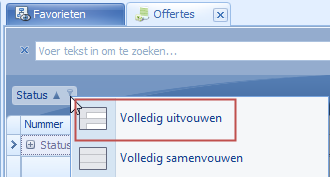 Favorieten Offertes
Voer tekst in om te zoeken...
Status
Nummer
Volledig uitvouwen
Status
Volledig samenvouwen